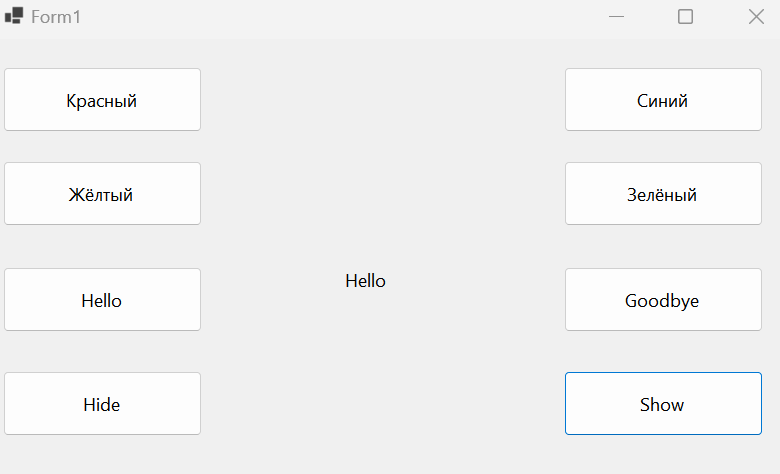 Form1
Красный
Синий
Жёлтый
Зелёный
Hello
Hello
Goodbye
Hide
Show